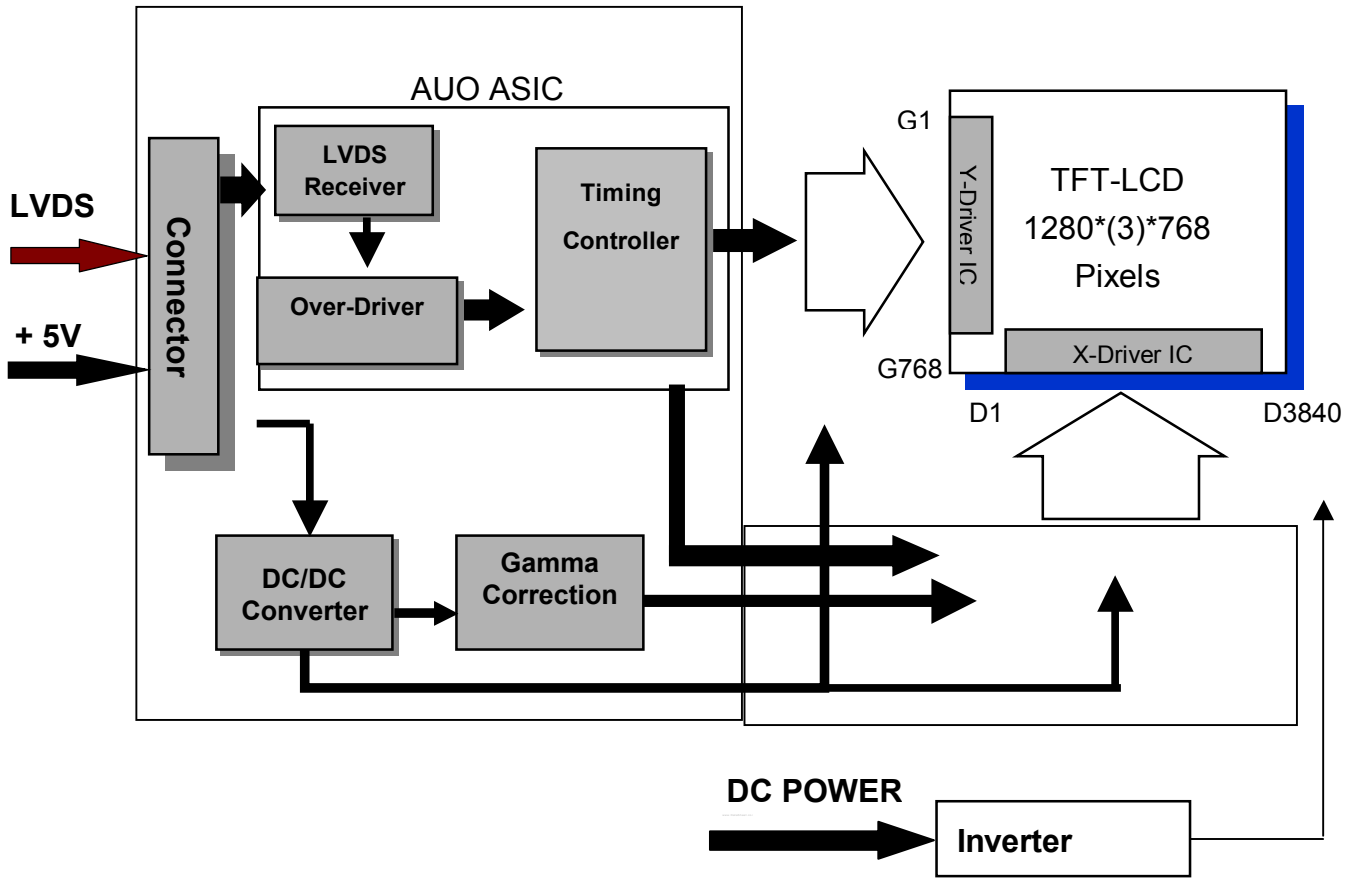 AUO ASIC
LVDS
+ 5V
Connector
LVDS
Receiver
Over-Driver
Timing
Controller
DC/DC
Converter
Gamma
Correction
G1
Y-Driver IC
G768
TFT-LCD
1280*(3)*768
Pixels
X-Driver IC
D1
D3840
DC POWER
Inverter